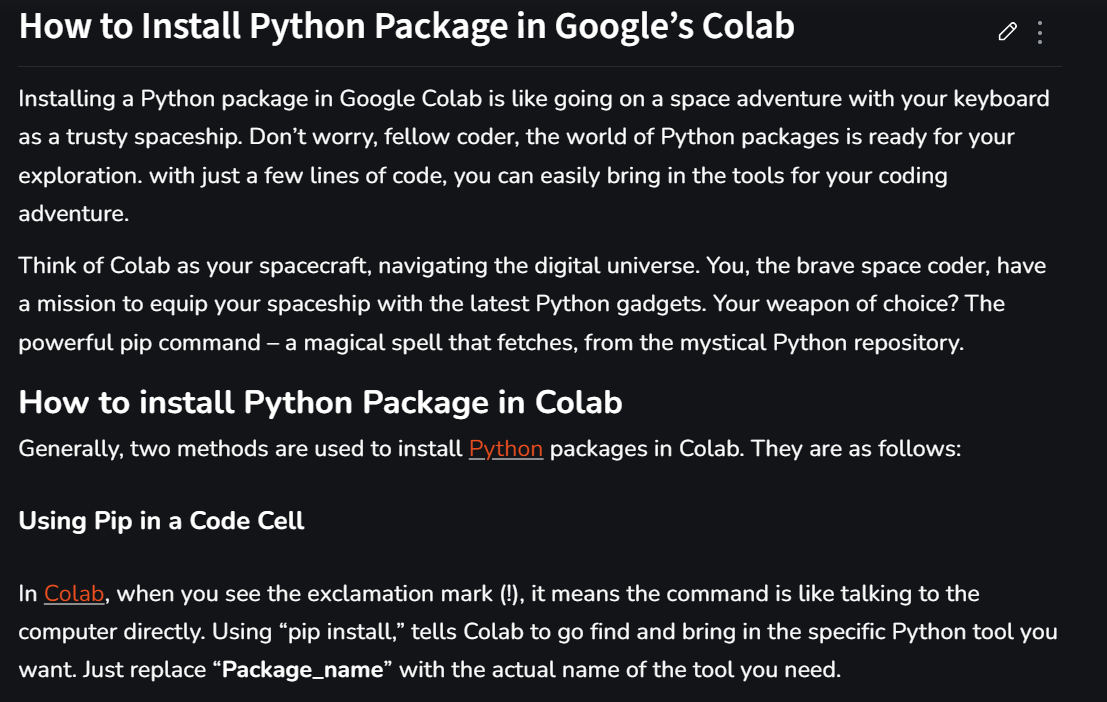 How to Install Python Package in Google’s Colab
Installing a Python package in Google Colab is like going on a space adventure with your keyboard
as a trusty spaceship. Don’t worry, fellow coder, the world of Python packages is ready for your
exploration. with just a few lines of code, you can easily bring in the tools for your coding
adventure.
Think of Colab as your spacecraft, navigating the digital universe. You, the brave space coder, have
a mission to equip your spaceship with the latest Python gadgets. Your weapon of choice? The
powerful pip command – a magical spell that fetches, from the mystical Python repository.
How to install Python Package in Colab
Generally, two methods are used to install Python packages in Colab. They are as follows:
Using Pip in a Code Cell
In Colab, when you see the exclamation mark (!), it means the command is like talking to the
computer directly. Using “pip install,” tells Colab to go find and bring in the specific Python tool you
want. Just replace “Package_name” with the actual name of the tool you need.